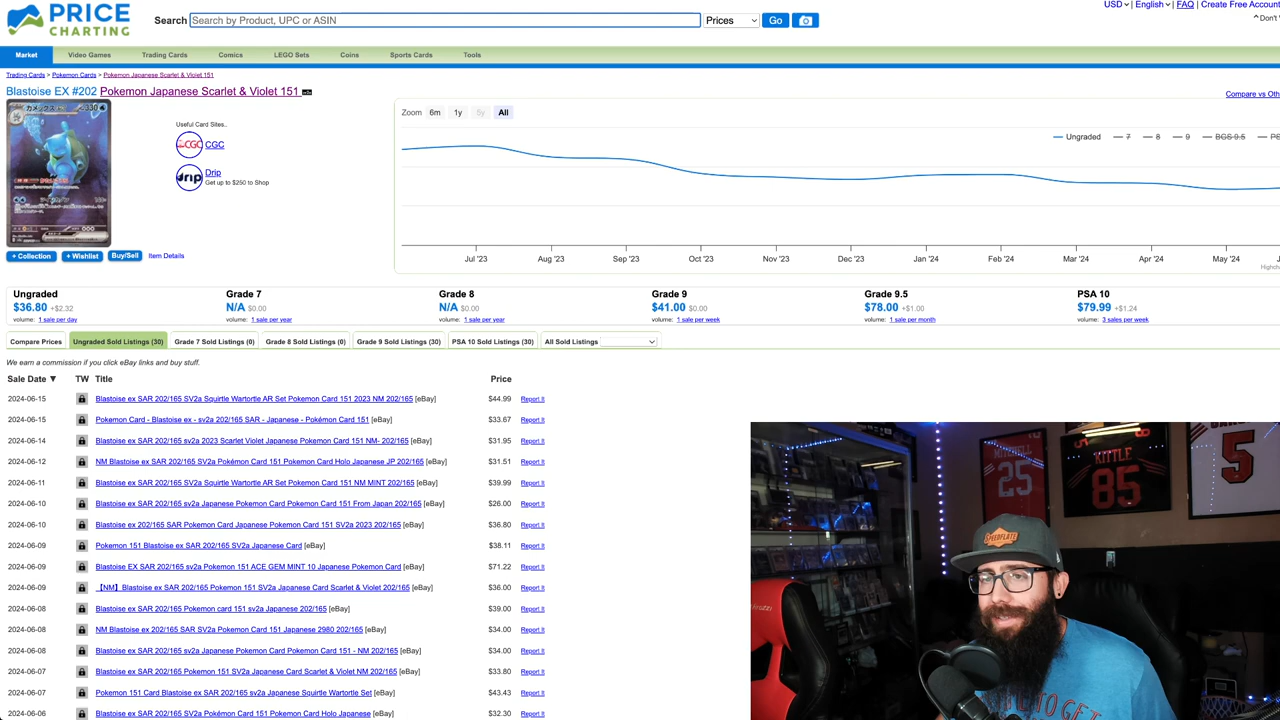 PRICE
CHARTING
Search Search by Product, UPC or ASIN Prices Go
USD English FAQ Create Free Account
Don't
Market Video Games Trading Cards Comics LEGO Sets Coins Sports Cards Tools
Trading Cards > Pokemon Cards > Pokemon Japanese Scarlet & Violet 151
Blastoise EX #202 Pokemon Japanese Scarlet & Violet 151
Compare vs Oth
カメックス ex 330
Useful Card Sites..
CGC CGC
drip Drip
Get up to $250 to Shop
+ Collection + Wishlist Buy/Sell Item Details
Zoom 6m 1y 5y All
Ungraded 7 8 9 BGS 9.5 PS
Jul '23 Aug '23 Sep '23 Oct '23 Nov '23 Dec '23 Jan '24 Feb '24 Mar '24 Apr '24 May '24
Highch
Ungraded Grade 7 Grade 8 Grade 9 Grade 9.5 PSA 10
$36.80 +$2.32 N/A $0.00 N/A $0.00 $41.00 $0.00 $78.00 +$1.00 $79.99 +$1.24
volume: 1 sale per day volume: 1 sale per year volume: 1 sale per year volume: 1 sale per week volume: 1 sale per month volume: 3 sales per week
Compare Prices Ungraded Sold Listings (30) Grade 7 Sold Listings (0) Grade 8 Sold Listings (0) Grade 9 Sold Listings (30) PSA 10 Sold Listings (30) All Sold Listings
We earn a commission if you click eBay links and buy stuff.
Sale Date ▼ TW Title Price
2024-06-15 Blastoise ex SAR 202/165 SV2a Squirtle Wartortle AR Set Pokemon Card 151 2023 NM 202/165 [eBay] $44.99 Report It
2024-06-15 Pokemon Card - Blastoise ex - sv2a 202/165 SAR - Japanese - Pokémon Card 151 [eBay] $33.67 Report It
2024-06-14 Blastoise ex SAR 202/165 sv2a 2023 Scarlet Violet Japanese Pokemon Card 151 NM- 202/165 [eBay] $31.95 Report It
2024-06-12 NM Blastoise ex SAR 202/165 SV2a Pokémon Card 151 Pokemon Card Holo Japanese JP 202/165 [eBay] $31.51 Report It
2024-06-11 Blastoise ex SAR 202/165 SV2a Squirtle Wartortle AR Set Pokemon Card 151 NM MINT 202/165 [eBay] $39.99 Report It
2024-06-10 Blastoise ex SAR 202/165 sv2a Japanese Pokemon Card Pokemon Card 151 From Japan 202/165 [eBay] $26.00 Report It
2024-06-10 Blastoise ex 202/165 SAR Pokemon Card Japanese Pokemon Card 151 SV2a 2023 202/165 [eBay] $36.80 Report It
2024-06-09 Pokemon 151 Blastoise ex SAR 202/165 SV2a Japanese Card [eBay] $38.11 Report It
2024-06-09 Blastoise EX SAR 202/165 sv2a Pokemon 151 ACE GEM MINT 10 Japanese Pokemon Card [eBay] $71.22 Report It
2024-06-09 【NM】Blastoise ex SAR 202/165 Pokemon 151 SV2a Japanese Card Scarlet & Violet 202/165 [eBay] $36.00 Report It
2024-06-08 Blastoise ex SAR 202/165 Pokemon card 151 sv2a Japanese 202/165 [eBay] $39.00 Report It
2024-06-08 NM Blastoise ex 202/165 SAR SV2a Pokemon Card 151 Japanese 2980 202/165 [eBay] $34.00 Report It
2024-06-08 Blastoise ex SAR 202/165 sv2a Japanese Pokemon Card Pokemon Card 151 - NM 202/165 [eBay] $34.00 Report It
2024-06-07 Blastoise ex SAR 202/165 Pokemon 151 SV2a Japanese Card Scarlet & Violet NM 202/165 [eBay] $33.80 Report It
2024-06-07 Pokemon 151 Card Blastoise ex SAR 202/165 sv2a Japanese Squirtle Wartortle Set [eBay] $43.43 Report It
2024-06-06 Blastoise ex SAR 202/165 SV2a Pokémon Card 151 Pokemon Card Holo Japanese [eBay] $32.30 Report It
MITCHELL
25
KITTLE
85
5
SPEEDFLATE